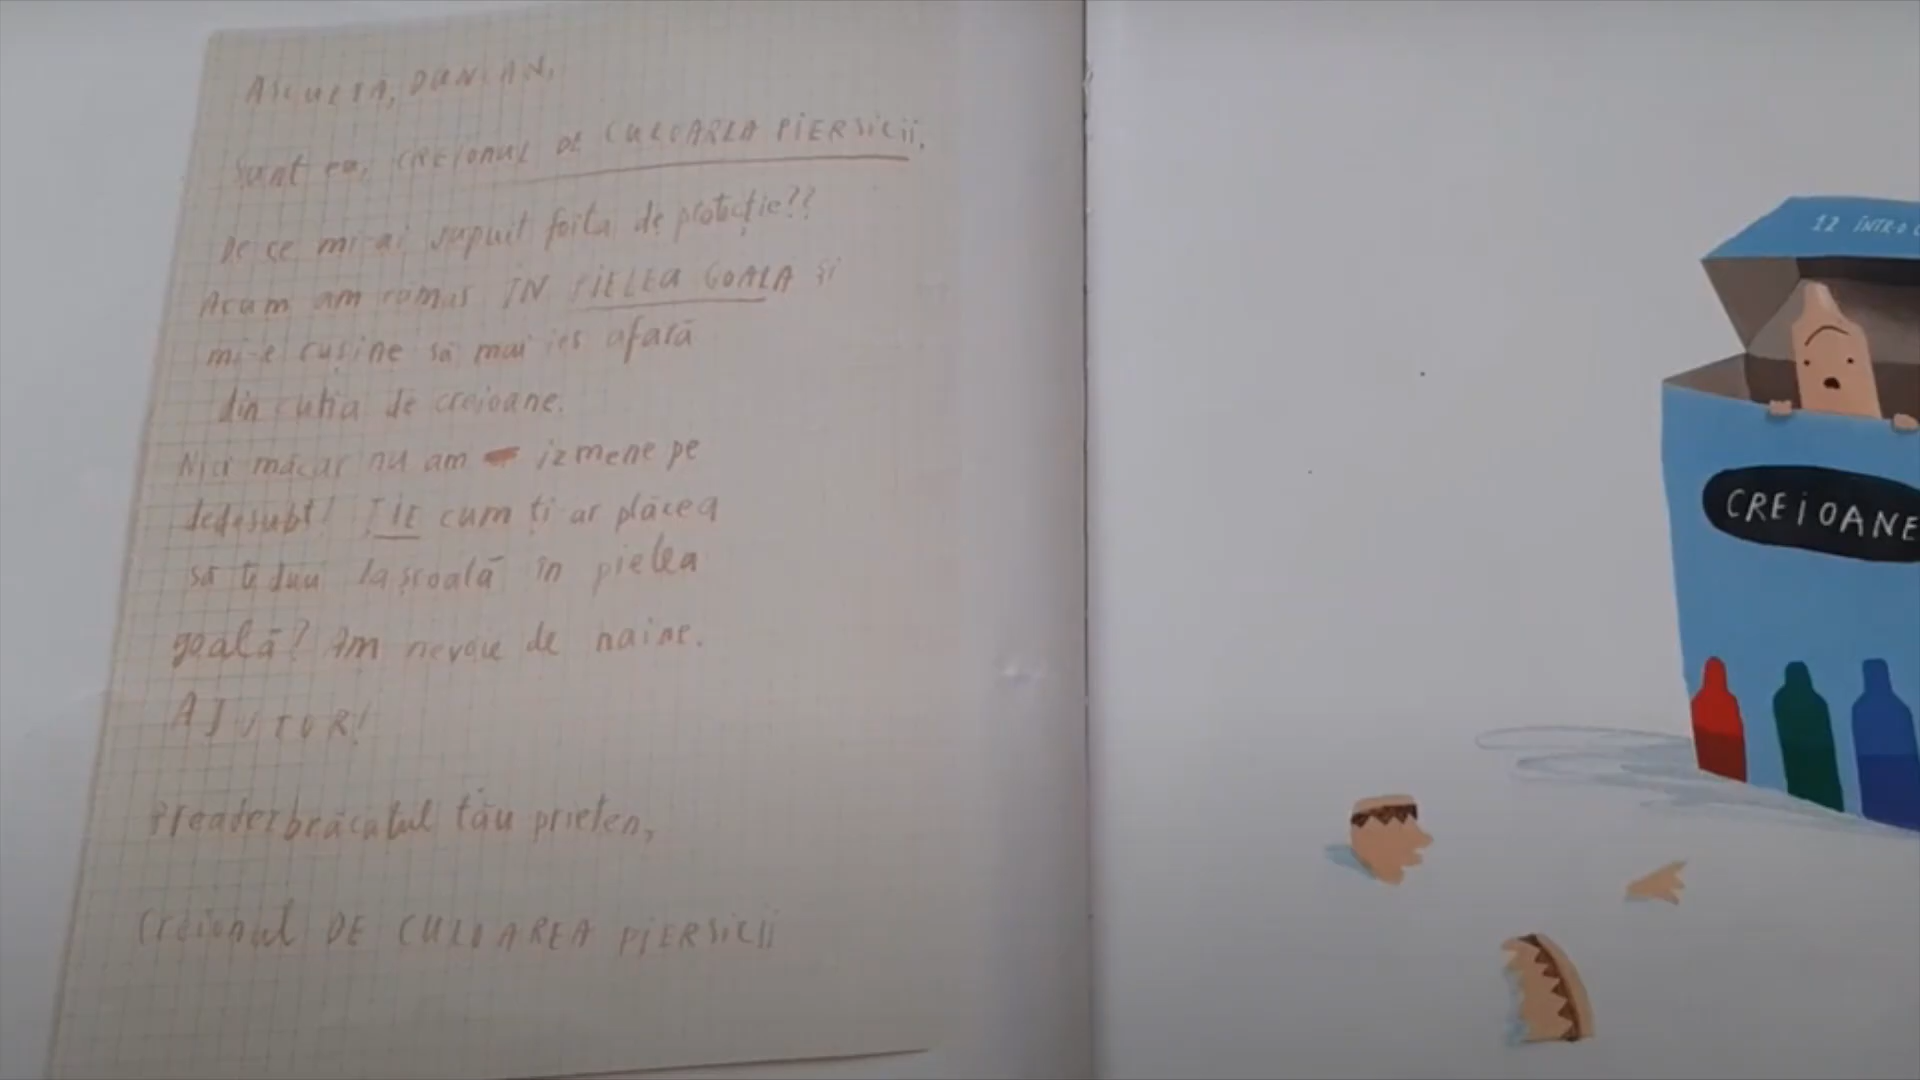 ASCULTĂ, DUNCAN,
Sunt eu, CREIONUL DE CULOAREA PIERSICII.
De ce mi-ai jupuit foița de protecție??
Acum am rămas ÎN PIELEA GOALĂ și
mi-e rușine să mai ies afară
din cutia de creioane.
Nici măcar nu am izmene pe
dedesubt! ȚIE cum ți-ar plăcea
să te duci la școală în pielea
goală? Am nevoie de haine.
AJUTOR!
Preadezbrăcatul tău prieten,
Creionul DE CULOAREA PIERSICII
12 ÎNTR-O
CREIOANE